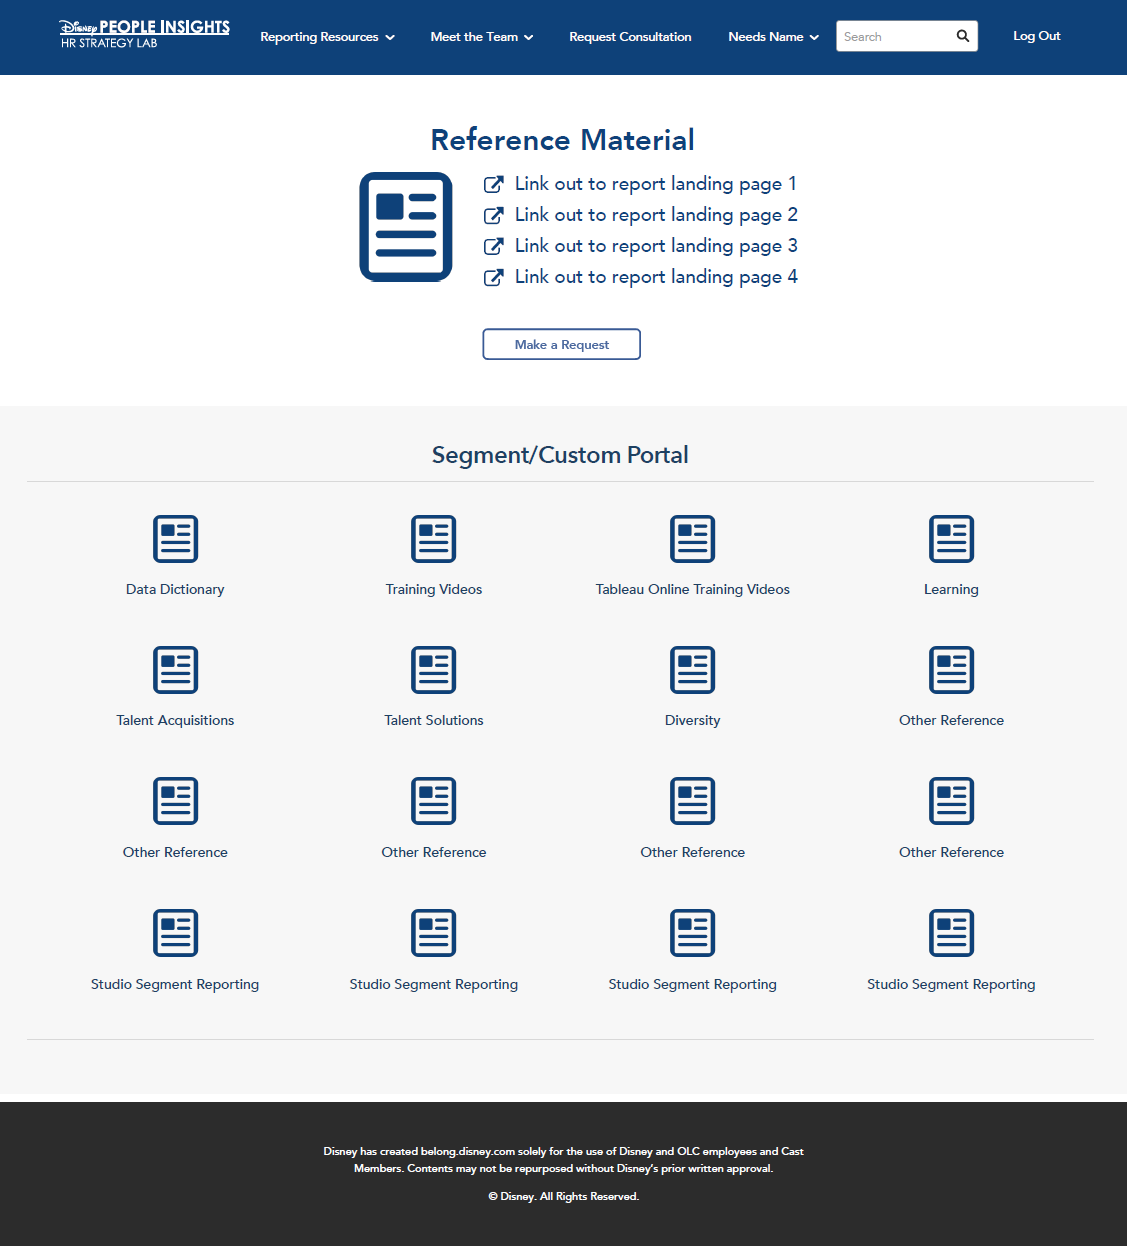 Disney PEOPLE INSIGHTS
HR STRATEGY LAB
Reporting Resources
Meet the Team
Request Consultation
Needs Name
Search
Log Out
Reference Material
Link out to report landing page 1
Link out to report landing page 2
Link out to report landing page 3
Link out to report landing page 4
Make a Request
Segment/Custom Portal
Data Dictionary
Training Videos
Tableau Online Training Videos
Learning
Talent Acquisitions
Talent Solutions
Diversity
Other Reference
Other Reference
Other Reference
Other Reference
Other Reference
Studio Segment Reporting
Studio Segment Reporting
Studio Segment Reporting
Studio Segment Reporting
Disney has created belong.disney.com solely for the use of Disney and OLC employees and Cast
Members. Contents may not be repurposed without Disney’s prior written approval.
© Disney. All Rights Reserved.